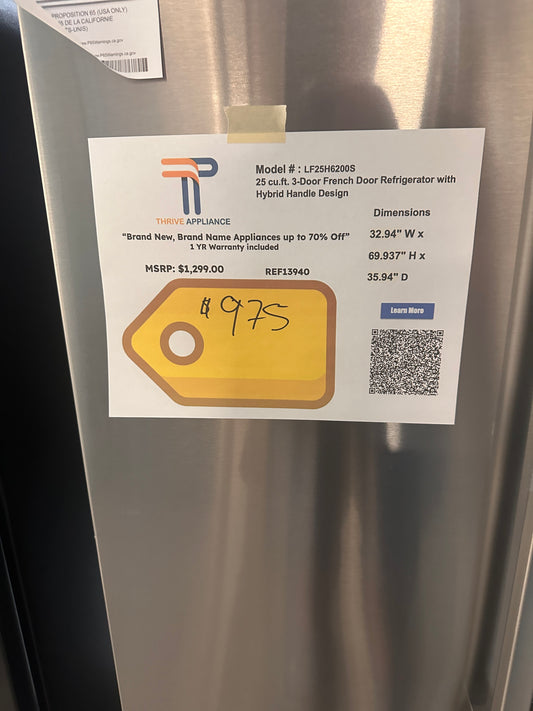 PROPOSITION 65 (USA ONLY)
DE LA CALIFORNIE
Model # : LF25H6200S
25 cu.ft. 3-Door French Door Refrigerator with
Hybrid Handle Design
TP
THRIVE APPLIANCE
Dimensions
32.94" W x
69.937" H x
35.94" D
"Brand New, Brand Name Appliances up to 70% Off"
1 YR Warranty included
MSRP: $1,299.00
REF13940
$975
Learn More